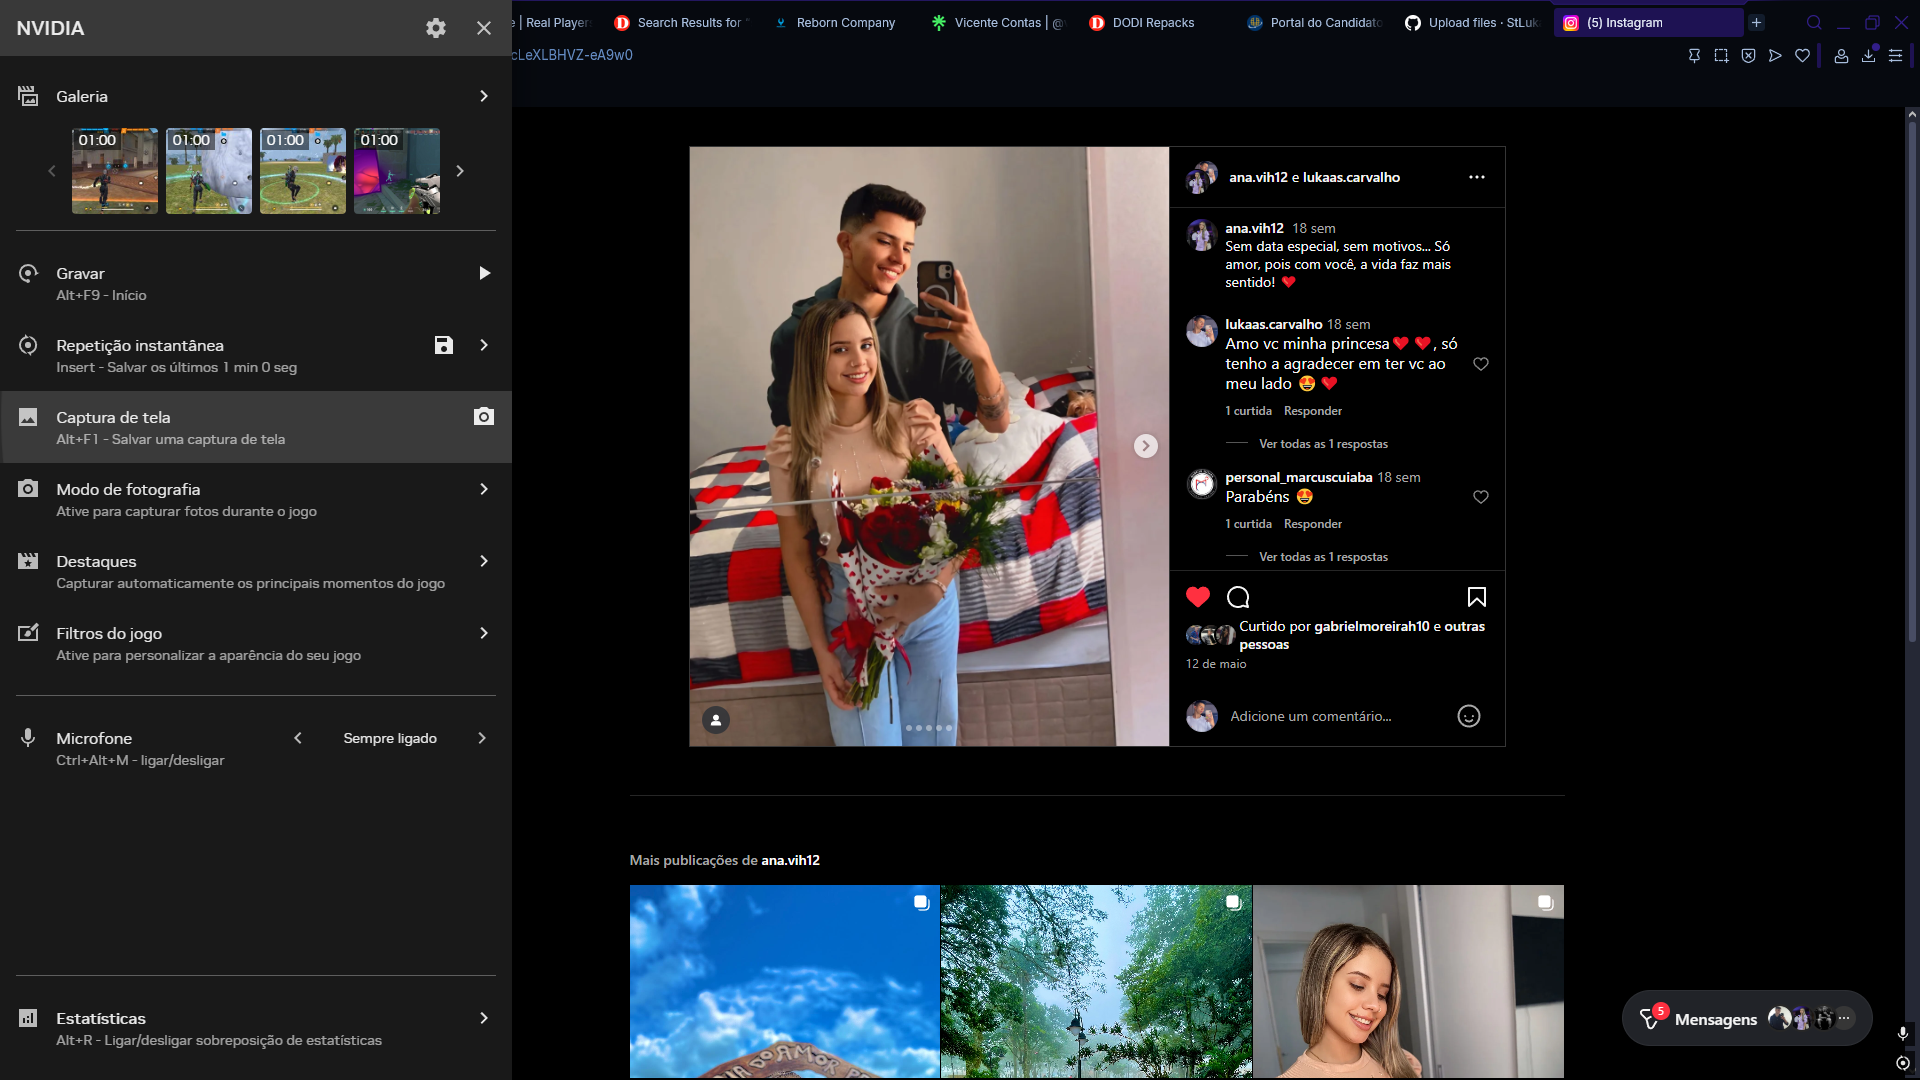 NVIDIA
Galeria
01:00
01:00
01:00
01:00
Gravar
Alt+F9 - Início
Repetição instantânea
Insert - Salvar os últimos 1 min 0 seg
Captura de tela
Alt+F1 - Salvar uma captura de tela
Modo de fotografia
Ative para capturar fotos durante o jogo
Destaques
Capturar automaticamente os principais momentos do jogo
Filtros do jogo
Ative para personalizar a aparência do seu jogo
Microfone
Sempre ligado
Ctrl+Alt+M - ligar/desligar
Estatísticas
Alt+R - Ligar/desligar sobreposição de estatísticas
e | Real Player
Search Results for "
Reborn Company
Vicente Contas | @
DODI Repacks
Portal do Candidato
Upload files · StLuk
(5) Instagram
cLeXLBHVZ-eA9w0
ana.vih12 e lukaas.carvalho
ana.vih12 18 sem
Sem data especial, sem motivos... Só
amor, pois com você, a vida faz mais
sentido! ❤️
lukaas.carvalho 18 sem
Amo vc minha princesa❤️ ❤️, só
tenho a agradecer em ter vc ao
meu lado 😍 ❤️
1 curtida Responder
Ver todas as 1 respostas
personal_marcuscuiaba 18 sem
Parabéns 😍
1 curtida Responder
Ver todas as 1 respostas
Curtido por gabrielmoreirah10 e outras
pessoas
12 de maio
Adicione um comentário...
Mais publicações de ana.vih12
DO AMOR
5
Mensagens